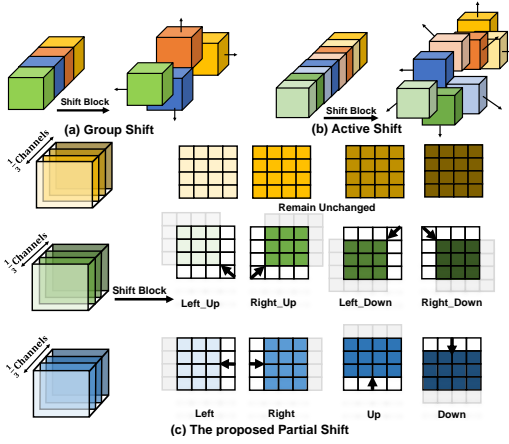 Shift Block
Shift Block
(a) Group Shift
(b) Active Shift
1/3 Channels
Remain Unchanged
1/3 Channels
Shift Block
Left_Up
Right_Up
Left_Down
Right_Down
1/3 Channels
Left
Right
Up
Down
(c) The proposed Partial Shift